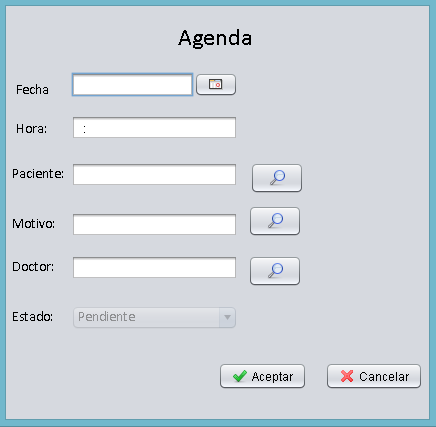 Agenda
Fecha
Hora: :
Paciente:
Motivo:
Doctor:
Estado: Pendiente
Aceptar Cancelar